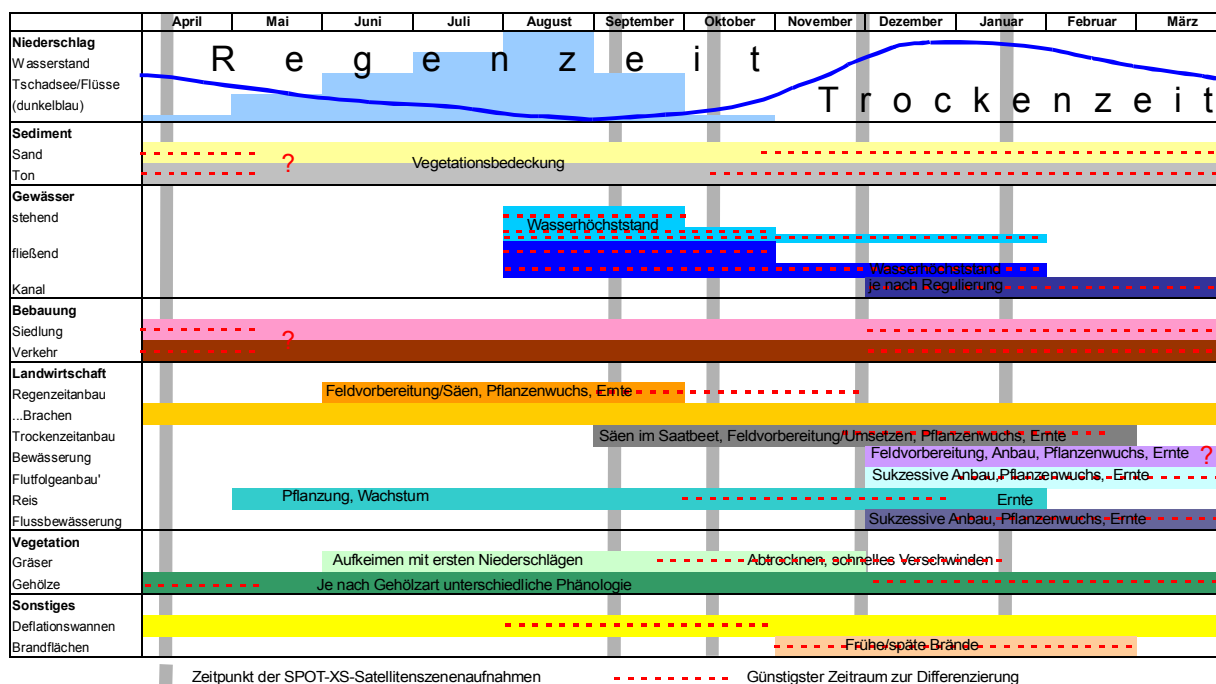 April Mai Juni Juli August September Oktober November Dezember Januar Februar März
Niederschlag
Wasserstand
Tschadsee/Flüsse
(dunkelblau)
Regenzeit
Trockenzeit
Sediment
Sand
Ton
?
Vegetationsbedeckung
Gewässer
stehend
Wasserhöchststand
fließend
Wasserhöchststand
Kanal
je nach Regulierung
Bebauung
Siedlung
?
Verkehr
Landwirtschaft
Regenzeitanbau
Feldvorbereitung/Säen, Pflanzenwuchs, Ernte
...Brachen
Trockenzeitanbau
Säen im Saatbeet, Feldvorbereitung/Umsetzen, Pflanzenwuchs, Ernte
Bewässerung
Feldvorbereitung, Anbau, Pflanzenwuchs, Ernte ?
Flutfolgeanbau'
Sukzessive Anbau,Pflanzenwuchs, Ernte
Reis
Pflanzung, Wachstum
Ernte
Flussbewässerung
Sukzessive Anbau, Pflanzenwuchs, Ernte
Vegetation
Gräser
Aufkeimen mit ersten Niederschlägen
Abtrocknen, schnelles Verschwinden
Gehölze
Je nach Gehölzart unterschiedliche Phänologie
Sonstiges
Deflationswannen
Brandflächen
Frühe/späte Brände
Zeitpunkt der SPOT-XS-Satellitenszenenaufnahmen
Günstigster Zeitraum zur Differenzierung